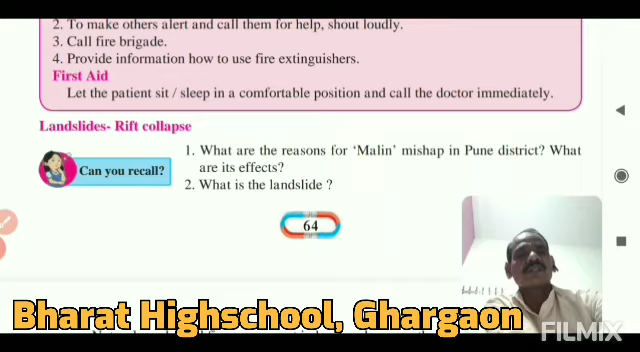 2. To make others alert and call them for help, shout loudly.
3. Call fire brigade.
4. Provide information how to use fire extinguishers.
First Aid
Let the patient sit / sleep in a comfortable position and call the doctor immediately.
Landslides- Rift collapse
Can you recall?
1. What are the reasons for ‘Malin’ mishap in Pune district? What
are its effects?
2. What is the landslide ?
64
Bharat Highschool, Ghargaon
FILMIX